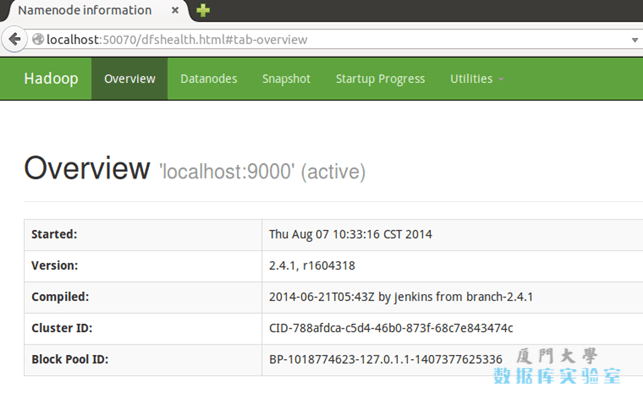 Namenode information
localhost:50070/dfshealth.html#tab-overview
Hadoop Overview Datanodes Snapshot Startup Progress Utilities
Overview 'localhost:9000' (active)
Started: Thu Aug 07 10:33:16 CST 2014
Version: 2.4.1, r1604318
Compiled: 2014-06-21T05:43Z by jenkins from branch-2.4.1
Cluster ID: CID-788afdca-c5d4-46b0-873f-68c7e843474c
Block Pool ID: BP-1018774623-127.0.1.1-1407377625336
厦門大學
数据库实验室